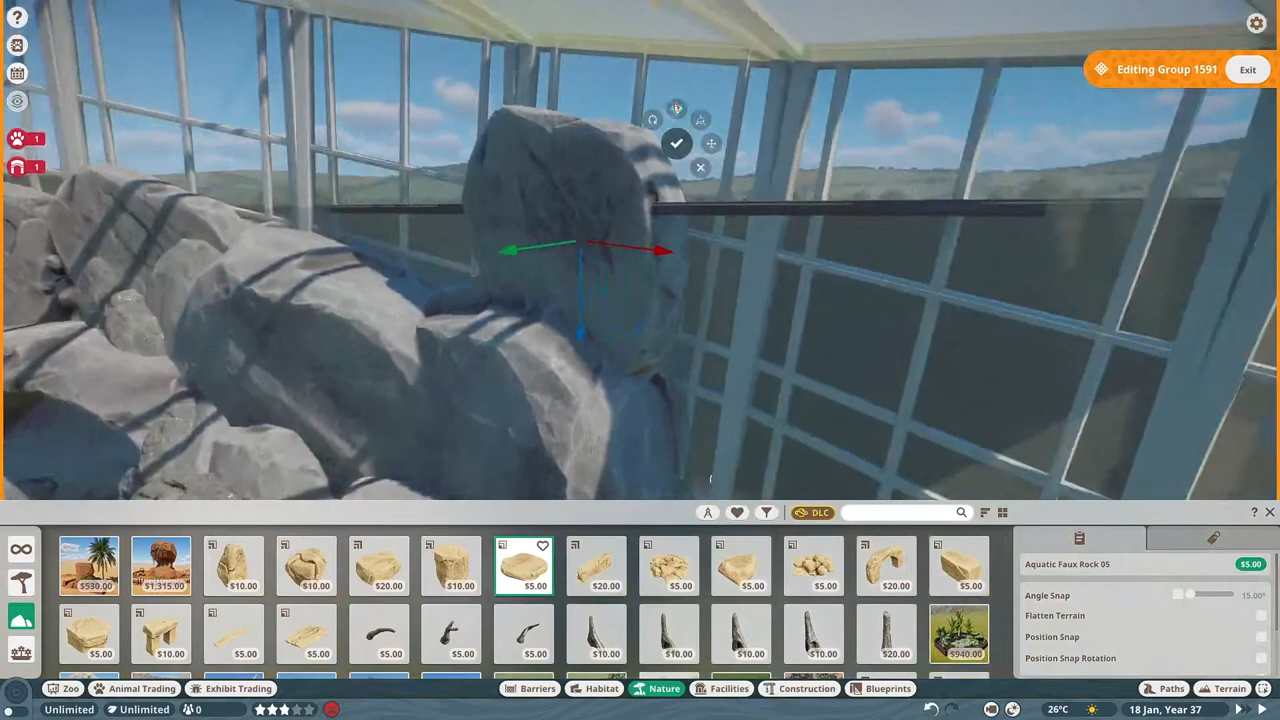 ?
Editing Group 1591
Exit
1
1
DLC
?
$530.00
$1,315.00
$10.00
$10.00
$20.00
$10.00
$5.00
$20.00
$5.00
$5.00
$5.00
$20.00
$5.00
$5.00
$10.00
$5.00
$5.00
$5.00
$5.00
$5.00
$10.00
$10.00
$10.00
$10.00
$20.00
$940.00
Aquatic Faux Rock 05
$5.00
Angle Snap
15.00°
Flatten Terrain
Position Snap
Position Snap Rotation
Zoo
Animal Trading
Exhibit Trading
Barriers
Habitat
Nature
Facilities
Construction
Blueprints
Paths
Terrain
Unlimited
Unlimited
0
26°C
18 Jan, Year 37